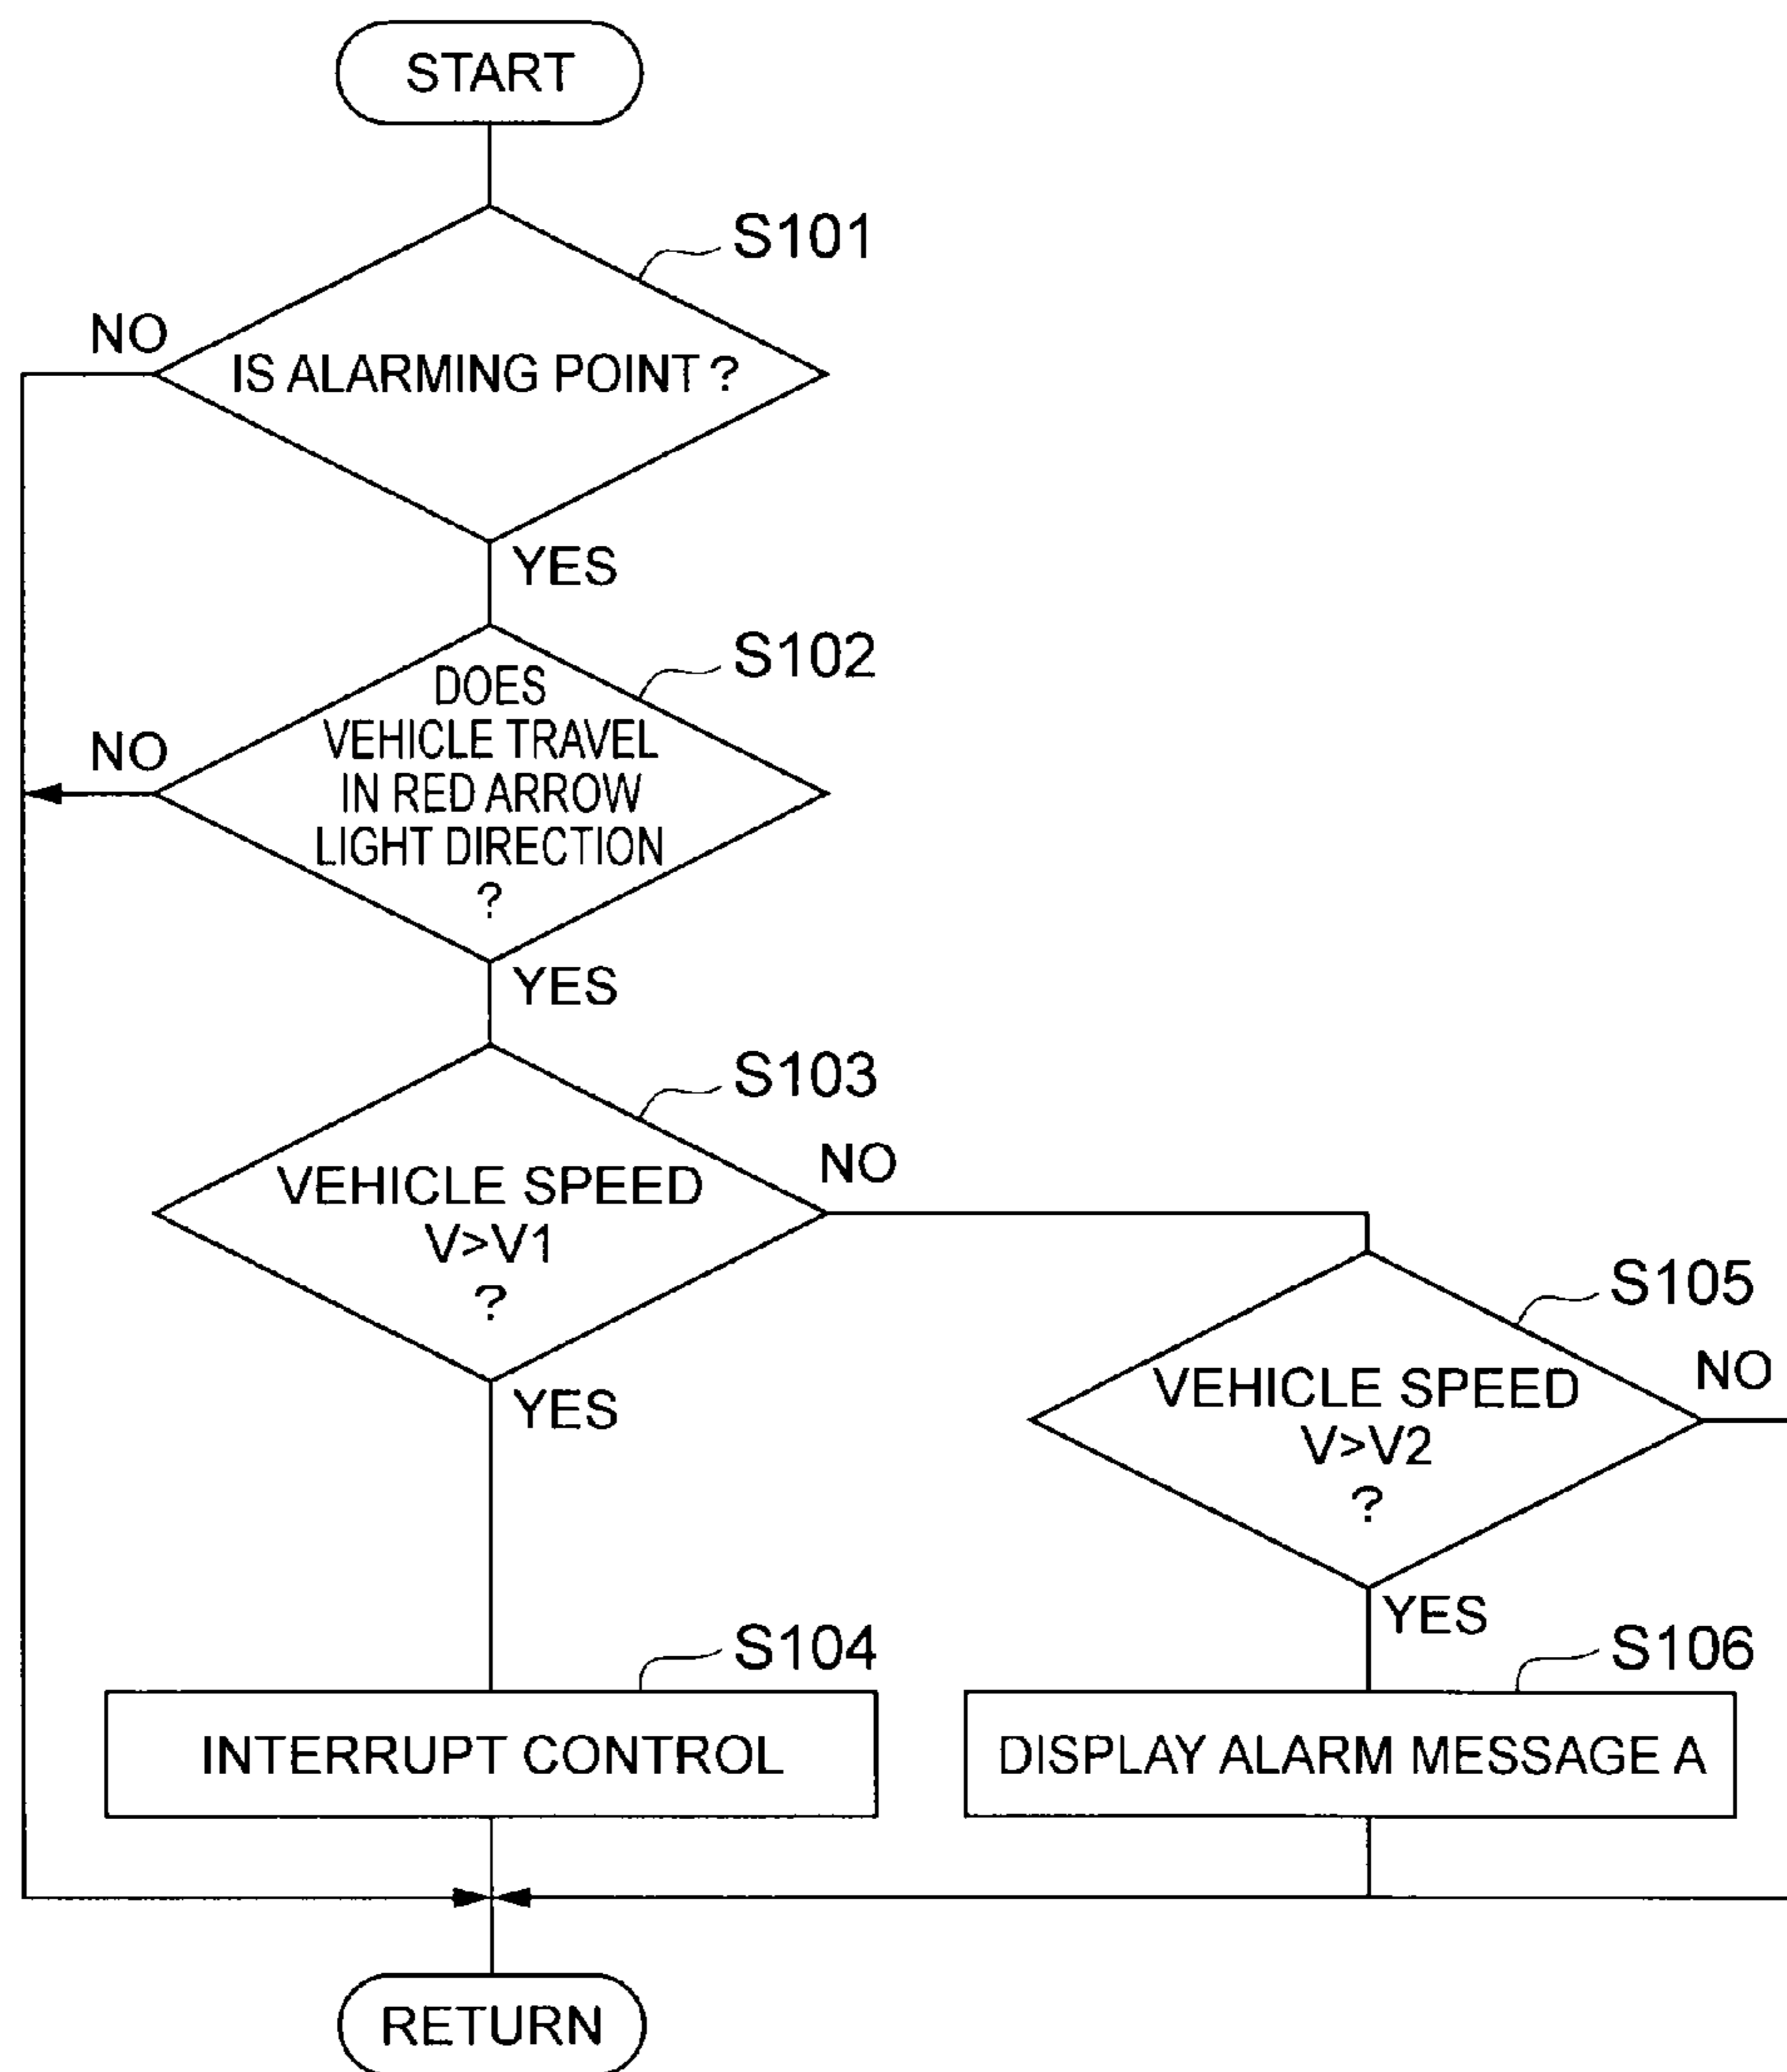 START
S101
NO
IS ALARMING POINT ?
YES
S102
DOES
VEHICLE TRAVEL
IN RED ARROW
LIGHT DIRECTION
?
NO
YES
S103
NO
VEHICLE SPEED
V>V1
?
YES
S105
NO
VEHICLE SPEED
V>V2
?
YES
S104
INTERRUPT CONTROL
S106
DISPLAY ALARM MESSAGE A
RETURN